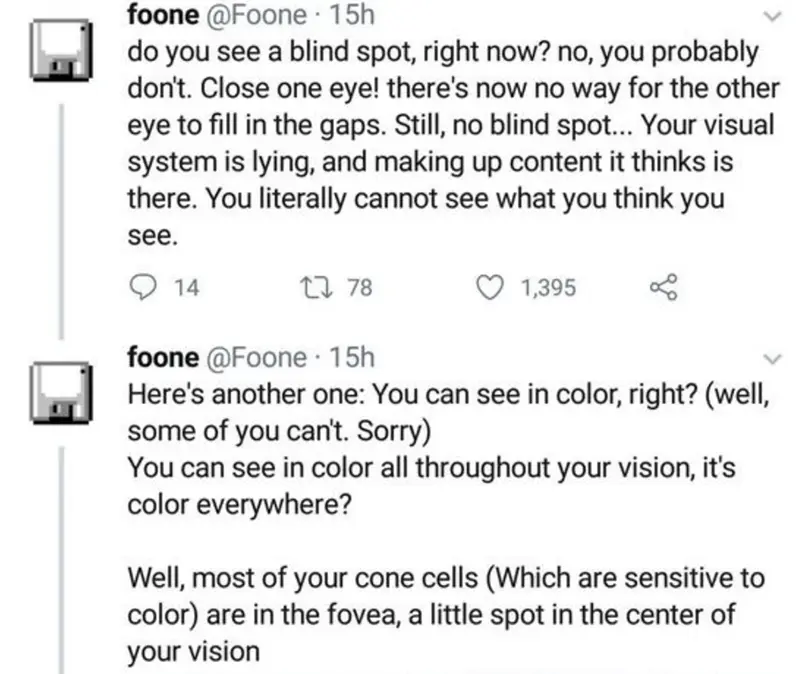 foone @Foone · 15h
do you see a blind spot, right now? no, you probably
don't. Close one eye! there's now no way for the other
eye to fill in the gaps. Still, no blind spot... Your visual
system is lying, and making up content it thinks is
there. You literally cannot see what you think you
see.
14 78 1,395
foone @Foone · 15h
Here's another one: You can see in color, right? (well,
some of you can't. Sorry)
You can see in color all throughout your vision, it's
color everywhere?
Well, most of your cone cells (Which are sensitive to
color) are in the fovea, a little spot in the center of
your vision